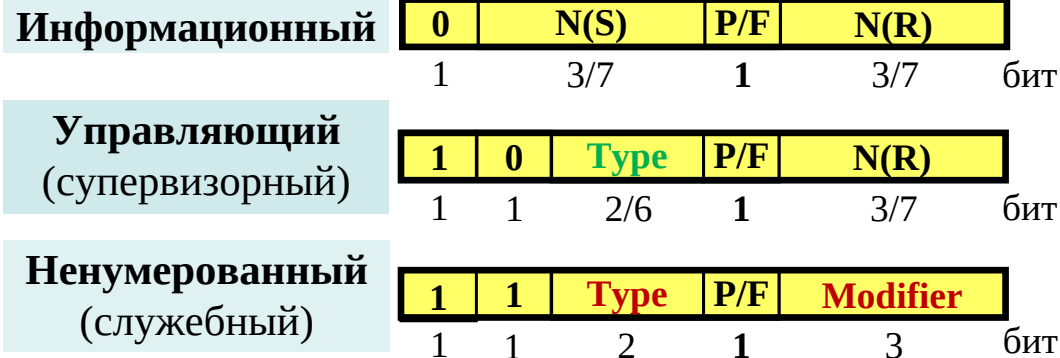 Информационный 0 N(S) P/F N(R)
1 3/7 1 3/7 бит
Управляющий
(супервизорный)
1 0 Type P/F N(R)
1 1 2/6 1 3/7 бит
Ненумерованный
(служебный)
1 1 Type P/F Modifier
1 1 2 1 3 бит